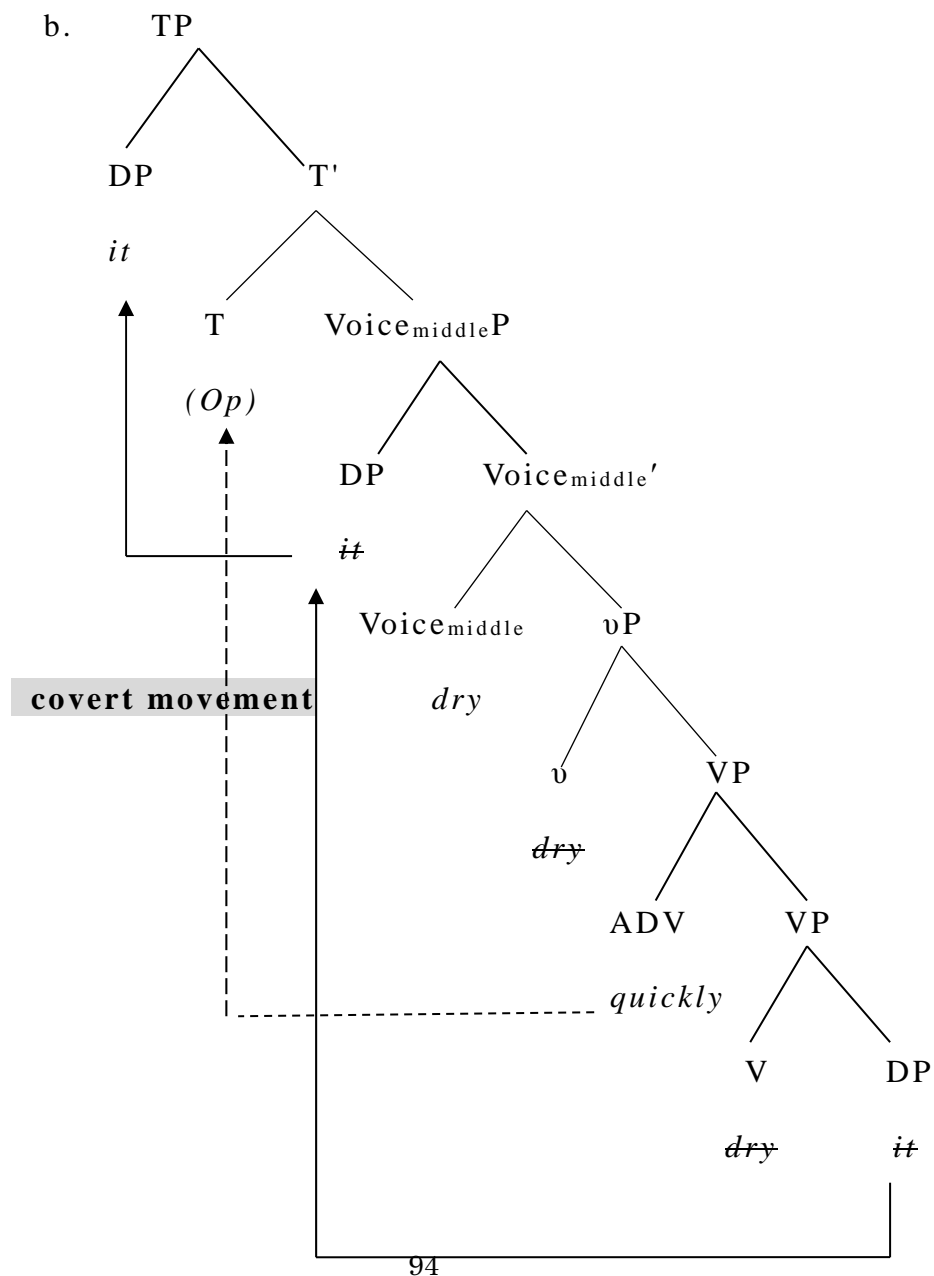 b. TP
DP T'
it
T Voicemiddle P
(Op)
DP Voicemiddle′
it
Voicemiddle υP
covert movement dry
υ VP
dry
ADV VP
quickly
V DP
dry it
94